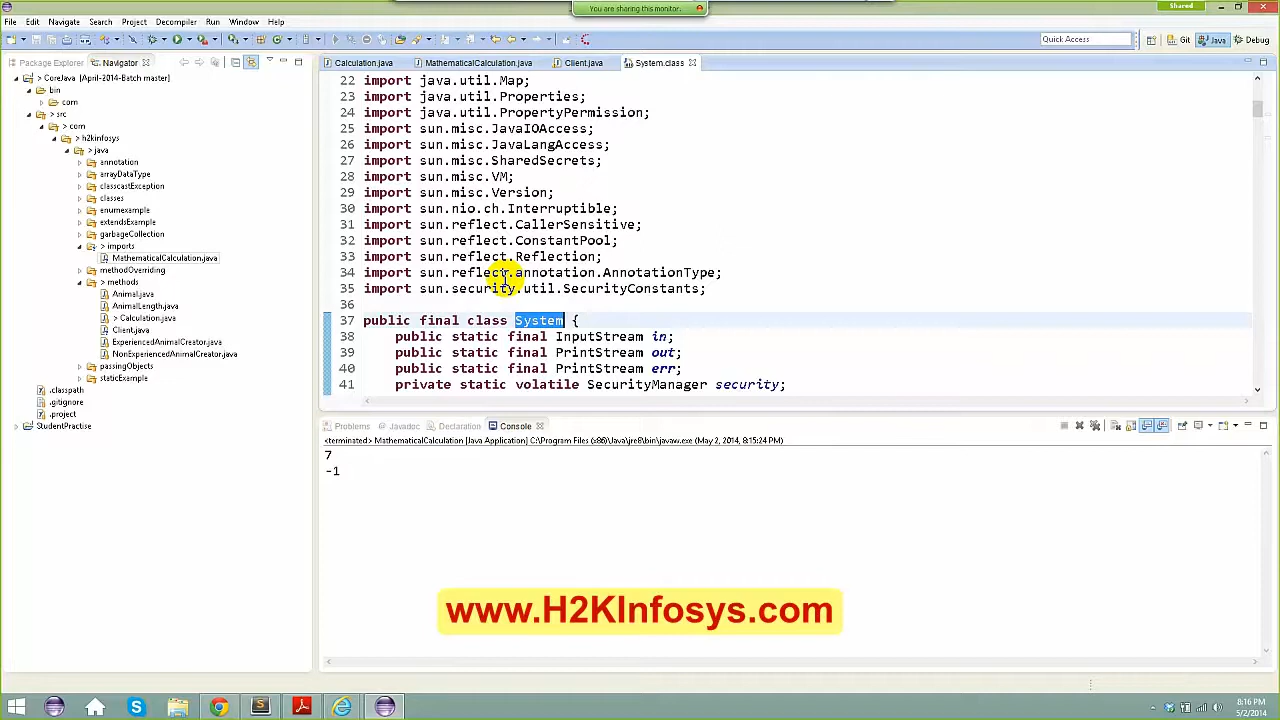 You are sharing this monitor.
Shared
File Edit Navigate Search Project Decompiler Run Window Help
Quick Access
Git
Java
Debug
Package Explorer
Navigator
Calculation.java
MathematicalCalculation.java
Client.java
System.class
> CoreJava [April-2014-Batch master]
bin
com
> src
> com
> h2kinfosys
> java
annotation
arrayDataType
classcastException
classes
enumexample
extendsExample
garbageCollection
> imports
MathematicalCalculation.java
methodOverriding
> methods
Animal.java
AnimalLength.java
> Calculation.java
Client.java
ExperiencedAnimalCreator.java
NonExperiencedAnimalCreator.java
passingObjects
staticExample
.classpath
.gitignore
.project
StudentPractise
22 import java.util.Map;
23 import java.util.Properties;
24 import java.util.PropertyPermission;
25 import sun.misc.JavaIOAccess;
26 import sun.misc.JavaLangAccess;
27 import sun.misc.SharedSecrets;
28 import sun.misc.VM;
29 import sun.misc.Version;
30 import sun.nio.ch.Interruptible;
31 import sun.reflect.CallerSensitive;
32 import sun.reflect.ConstantPool;
33 import sun.reflect.Reflection;
34 import sun.reflect.annotation.AnnotationType;
35 import sun.security.util.SecurityConstants;
36
37 public final class System {
38 public static final InputStream in;
39 public static final PrintStream out;
40 public static final PrintStream err;
41 private static volatile SecurityManager security;
Problems
Javadoc
Declaration
Console
<terminated> MathematicalCalculation [Java Application] C:\Program Files (x86)\Java\jre8\bin\javaw.exe (May 2, 2014, 8:15:24 PM)
7
-1
www.H2KInfosys.com
8:16 PM
5/2/2014